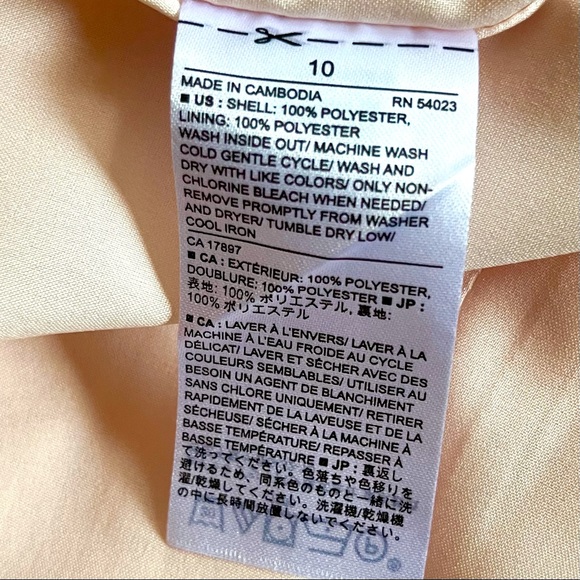 10
MADE IN CAMBODIA RN 54023
■ US : SHELL: 100% POLYESTER,
LINING: 100% POLYESTER
WASH INSIDE OUT/ MACHINE WASH
COLD GENTLE CYCLE/ WASH AND
DRY WITH LIKE COLORS/ ONLY NON-
CHLORINE BLEACH WHEN NEEDED/
REMOVE PROMPTLY FROM WASHER
AND DRYER/ TUMBLE DRY LOW/
COOL IRON
CA 17897
■ CA : EXTÉRIEUR: 100% POLYESTER,
DOUBLURE: 100% POLYESTER ■ JP :
表地: 100% ポリエステル, 裏地:
100% ポリエステル
■ CA : LAVER À L'ENVERS/ LAVER À LA
MACHINE À L'EAU FROIDE AU CYCLE
DÉLICAT/ LAVER ET SÉCHER AVEC DES
COULEURS SEMBLABLES/ UTILISER AU
BESOIN UN AGENT DE BLANCHIMENT
SANS CHLORE UNIQUEMENT/ RETIRER
RAPIDEMENT DE LA LAVEUSE ET DE LA
SÉCHEUSE/ SÉCHER À LA MACHINE À
BASSE TEMPÉRATURE/ REPASSER À
BASSE TEMPÉRATURE ■ JP : 裏返し
て洗ってください。色落ちや色移りを
避けるため、同系色のものと一緒に洗
濯/乾燥してください。洗濯機/乾燥機
の中に長時間放置しないでください。